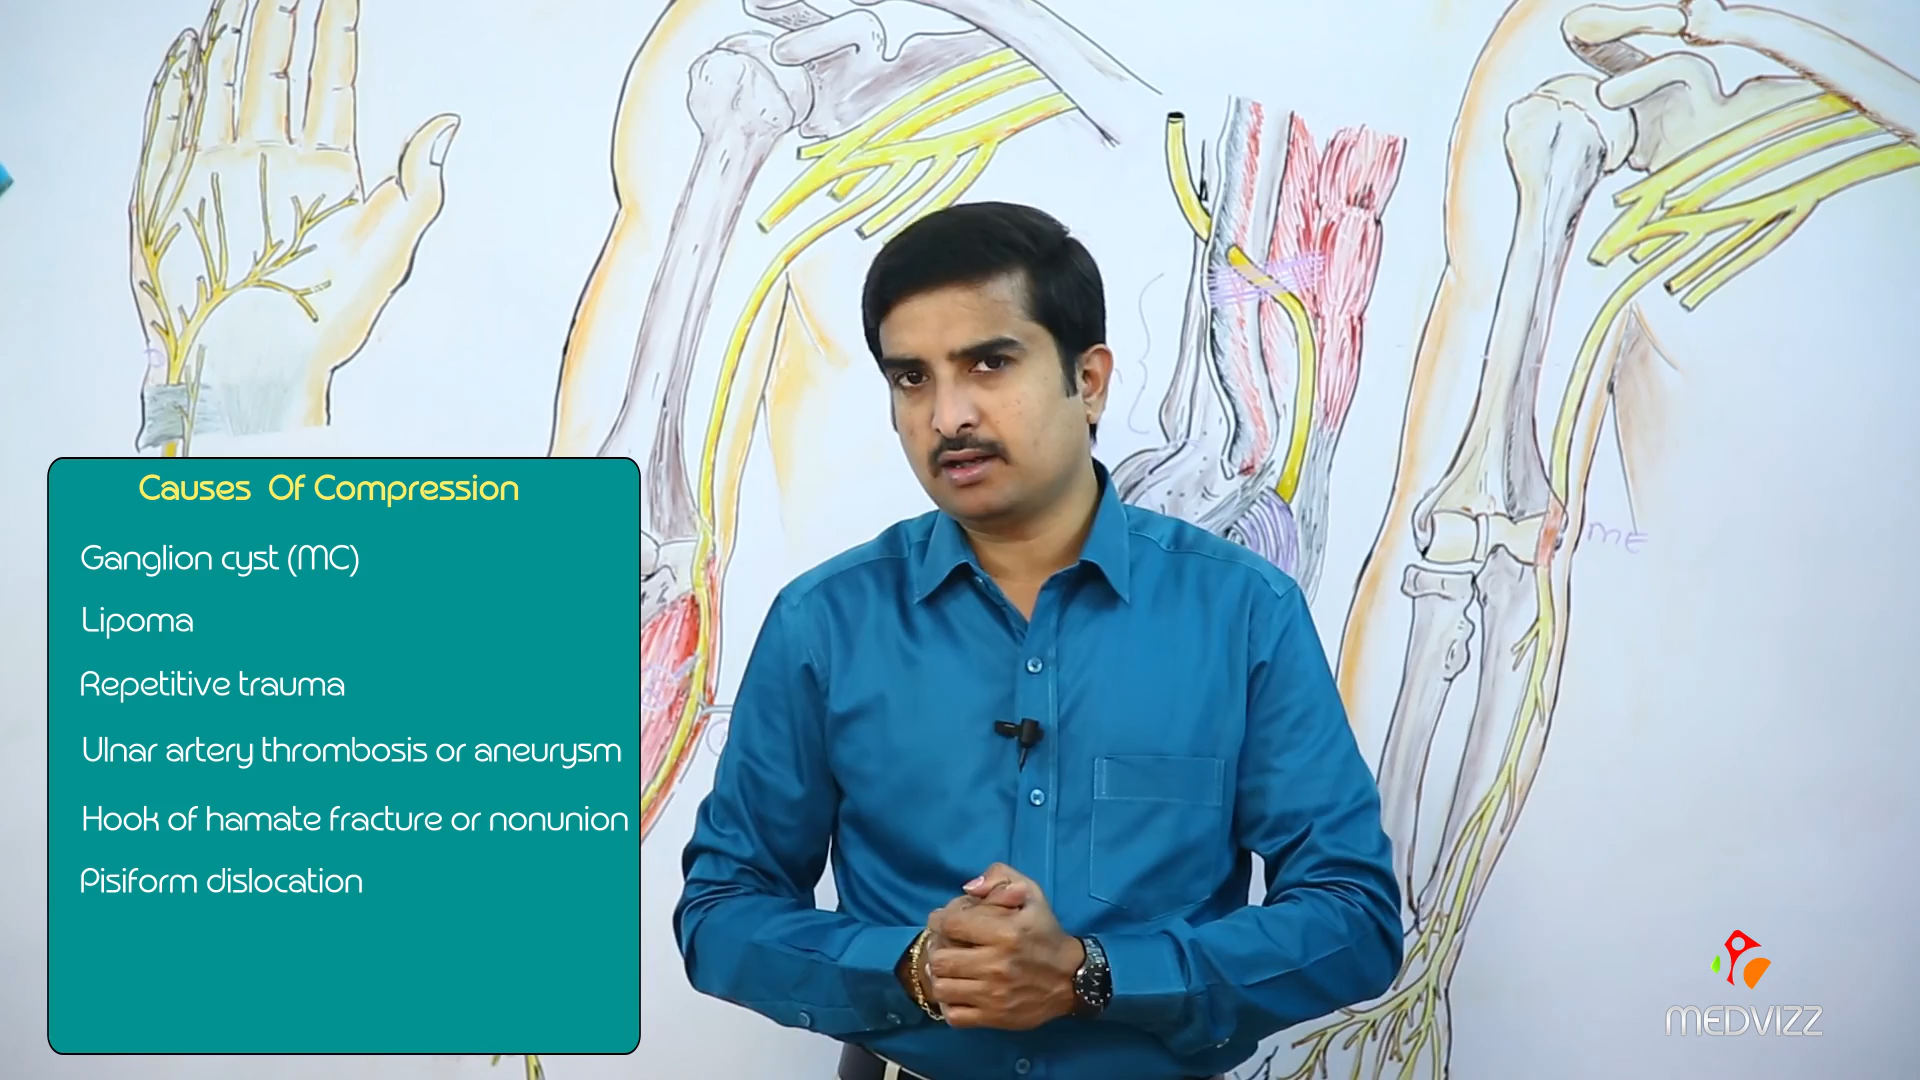 Causes Of Compression
Ganglion cyst (MC)
Lipoma
Repetitive trauma
Ulnar artery thrombosis or aneurysm
Hook of hamate fracture or nonunion
Pisiform dislocation
ME
MEDVIZZ